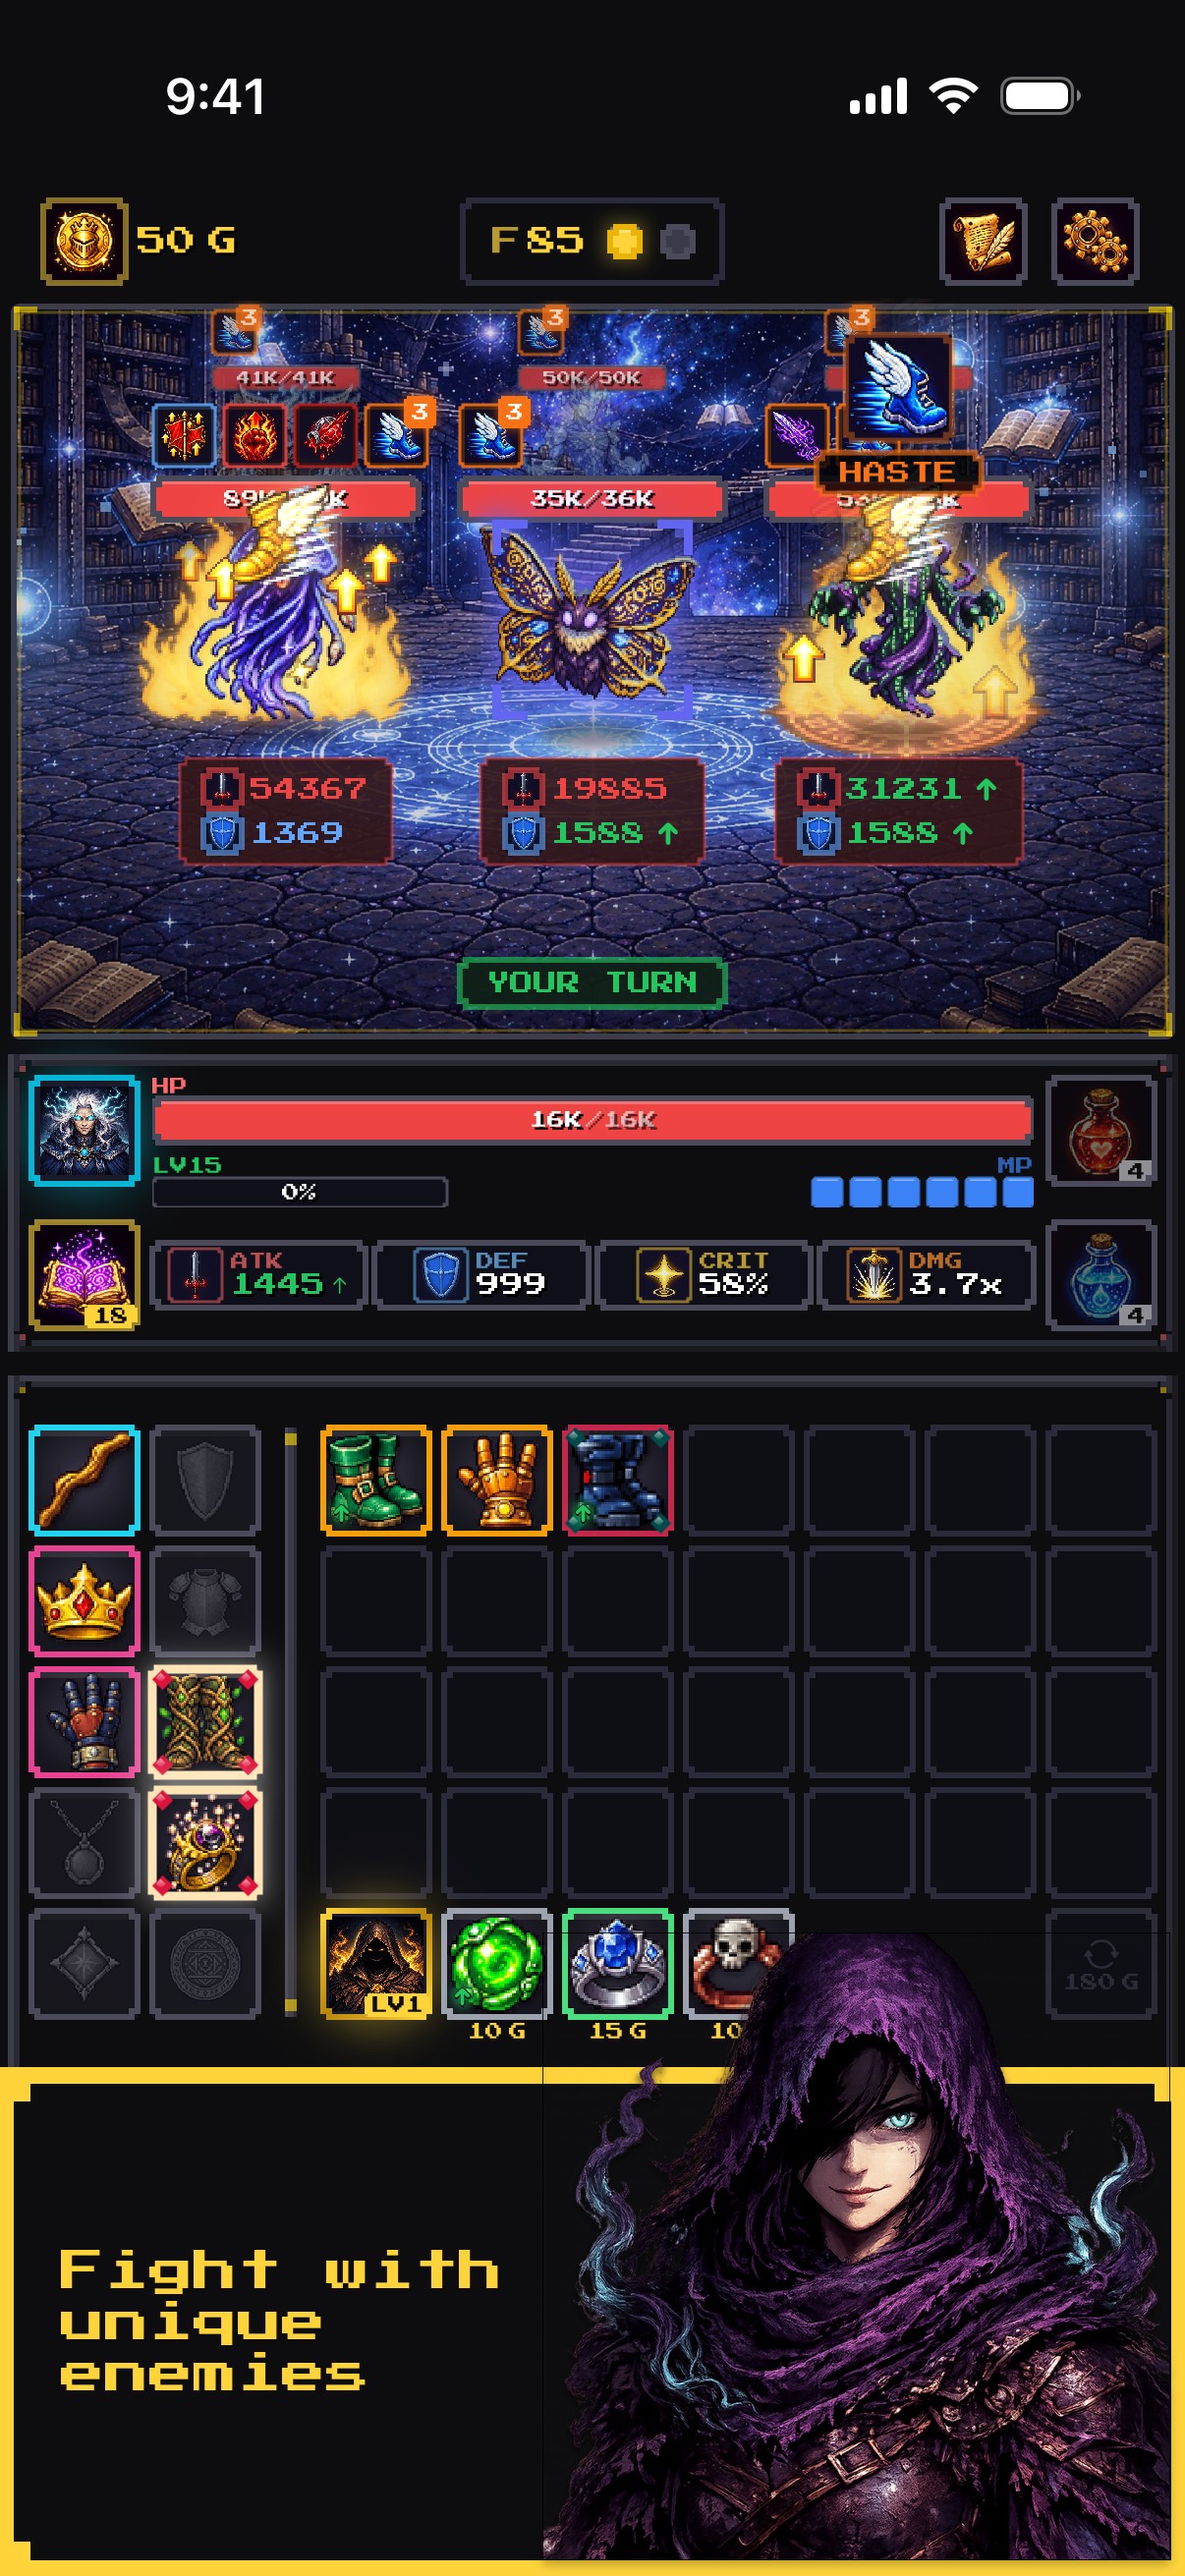 9:41
50 G
F 85
3
3
3
41K/41K
50K/50K
3
3
HASTE
35K/36K
54367
1369
19885
1588 ↑
31231 ↑
1588 ↑
YOUR TURN
HP
16K/16K
4
LV15
MP
0%
18
ATK
1445 ↑
DEF
999
CRIT
58%
DMG
3.7x
4
LV1
180 G
10 G
15 G
10
Fight with
unique
enemies